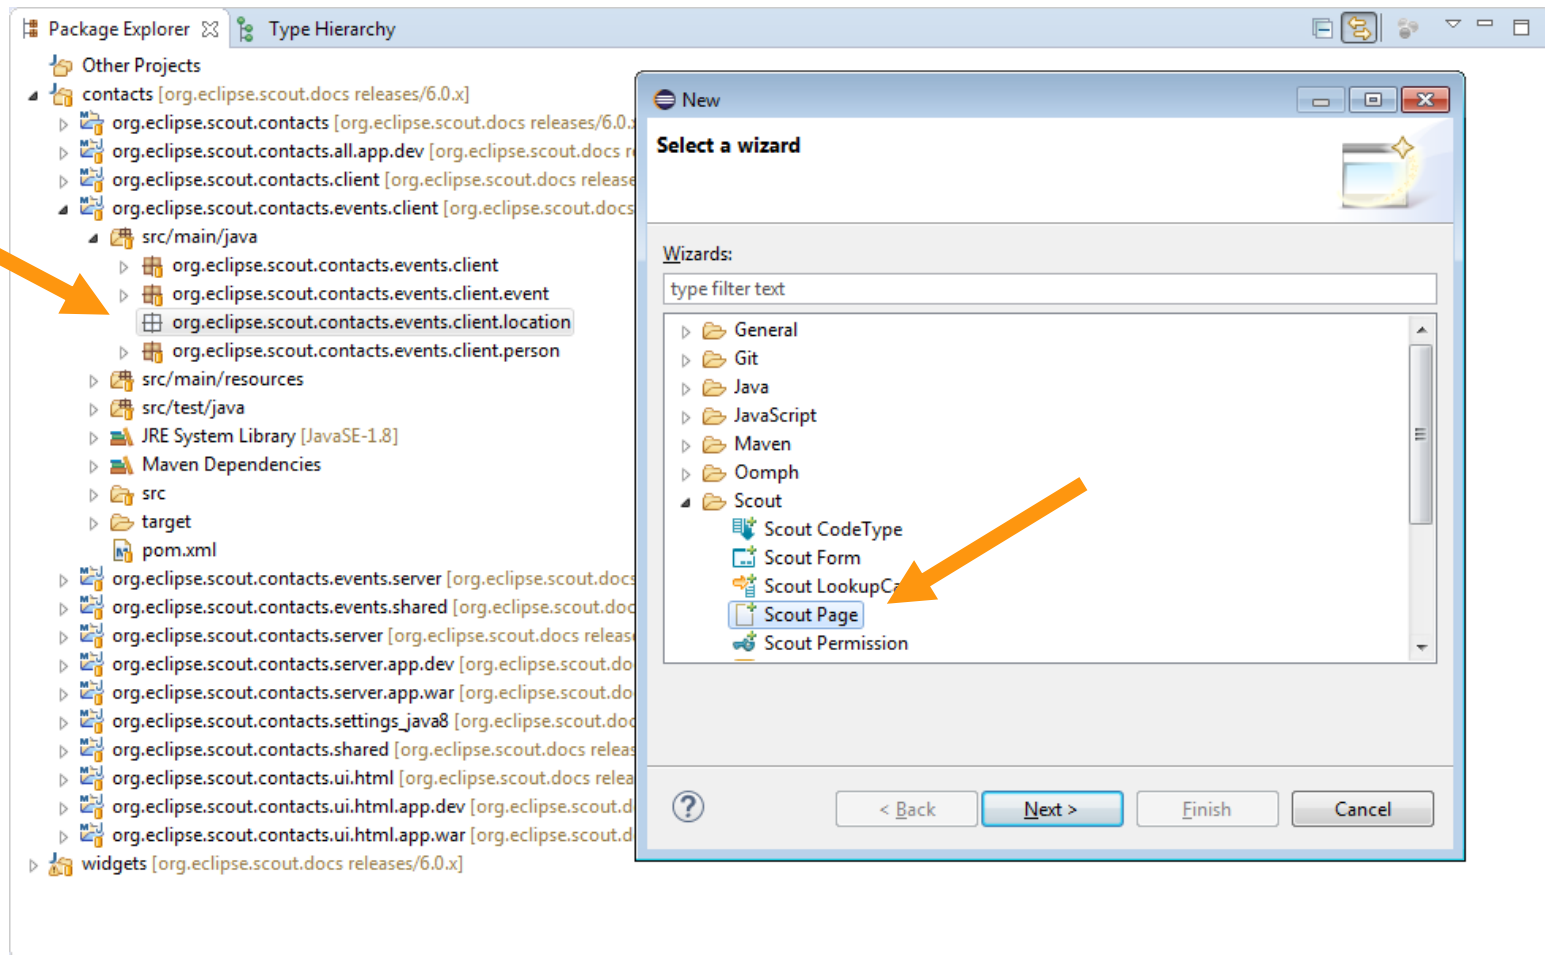 Package Explorer
Type Hierarchy
Other Projects
contacts [org.eclipse.scout.docs releases/6.0.x]
org.eclipse.scout.contacts [org.eclipse.scout.docs releases/6.0.
org.eclipse.scout.contacts.all.app.dev [org.eclipse.scout.docs
org.eclipse.scout.contacts.client [org.eclipse.scout.docs release
org.eclipse.scout.contacts.events.client [org.eclipse.scout.docs
src/main/java
org.eclipse.scout.contacts.events.client
org.eclipse.scout.contacts.events.client.event
org.eclipse.scout.contacts.events.client.location
org.eclipse.scout.contacts.events.client.person
src/main/resources
src/test/java
JRE System Library [JavaSE-1.8]
Maven Dependencies
src
target
pom.xml
org.eclipse.scout.contacts.events.server [org.eclipse.scout.docs
org.eclipse.scout.contacts.events.shared [org.eclipse.scout.doc
org.eclipse.scout.contacts.server [org.eclipse.scout.docs releas
org.eclipse.scout.contacts.server.app.dev [org.eclipse.scout.do
org.eclipse.scout.contacts.server.app.war [org.eclipse.scout.do
org.eclipse.scout.contacts.settings_java8 [org.eclipse.scout.doc
org.eclipse.scout.contacts.shared [org.eclipse.scout.docs releas
org.eclipse.scout.contacts.ui.html [org.eclipse.scout.docs relea
org.eclipse.scout.contacts.ui.html.app.dev [org.eclipse.scout.d
org.eclipse.scout.contacts.ui.html.app.war [org.eclipse.scout.d
widgets [org.eclipse.scout.docs releases/6.0.x]
New
Select a wizard
Wizards:
type filter text
General
Git
Java
JavaScript
Maven
Oomph
Scout
Scout CodeType
Scout Form
Scout LookupCa
Scout Page
Scout Permission
?
< Back
Next >
Finish
Cancel